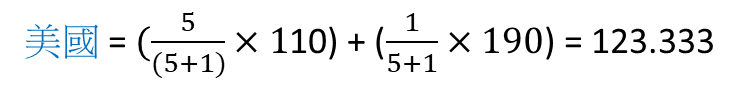 美國 = (5/(5+1) × 110) + (1/5+1 × 190) = 123.333